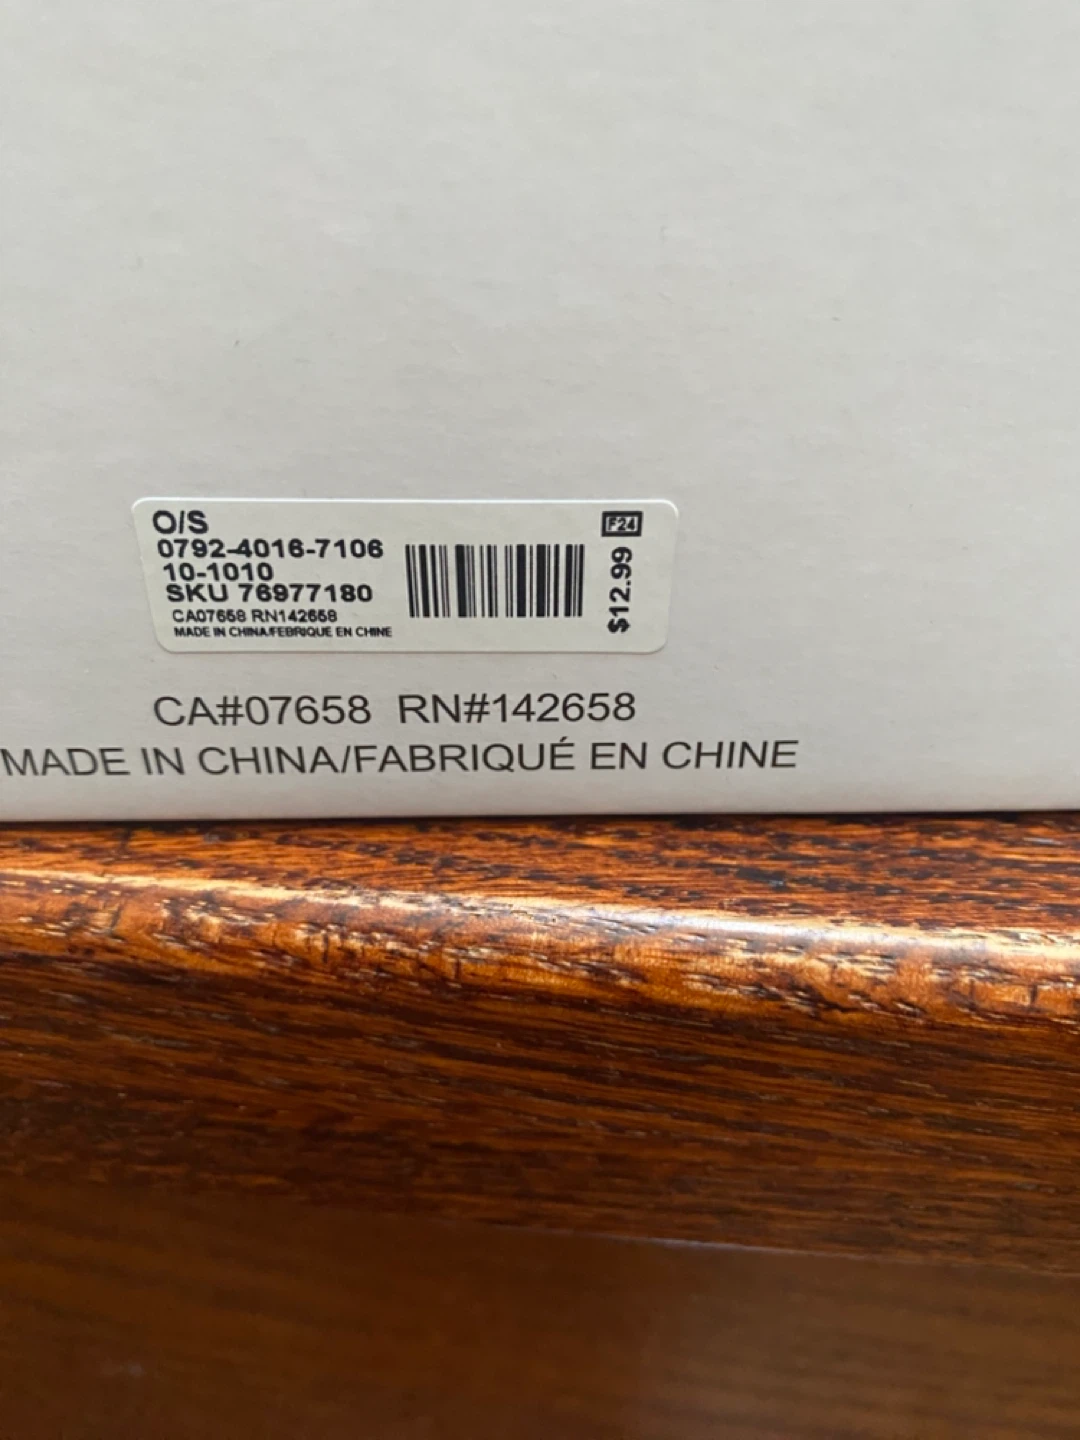 O/S
F24
0792-4016-7106
10-1010
SKU 76977180
$12.99
CA07658 RN142658
MADE IN CHINA/FEBRIQUE EN CHINE
CA#07658 RN#142658
MADE IN CHINA/FABRIQUÉ EN CHINE